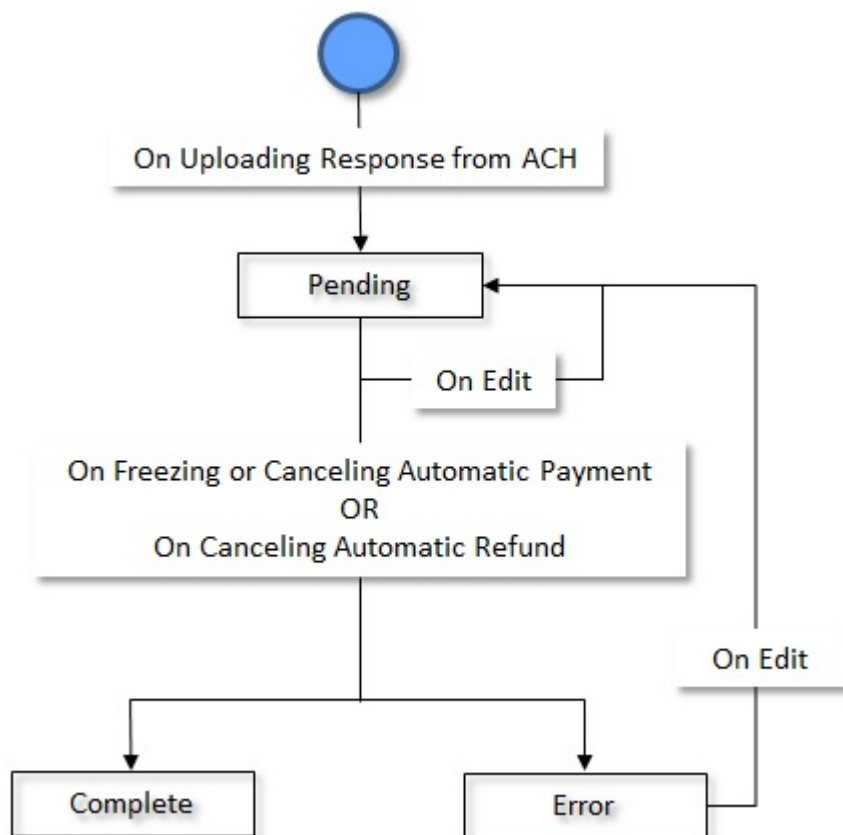 On Uploading Response from ACH
Pending
On Edit
On Freezing or Canceling Automatic Payment
OR
On Canceling Automatic Refund
On Edit
Complete
Error